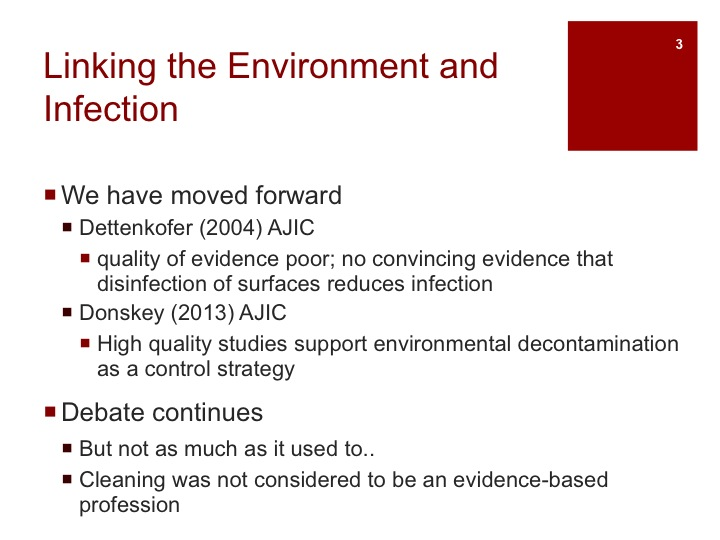 3
Linking the Environment and
Infection
We have moved forward
Dettenkofer (2004) AJIC
quality of evidence poor; no convincing evidence that
disinfection of surfaces reduces infection
Donskey (2013) AJIC
High quality studies support environmental decontamination
as a control strategy
Debate continues
But not as much as it used to..
Cleaning was not considered to be an evidence-based
profession